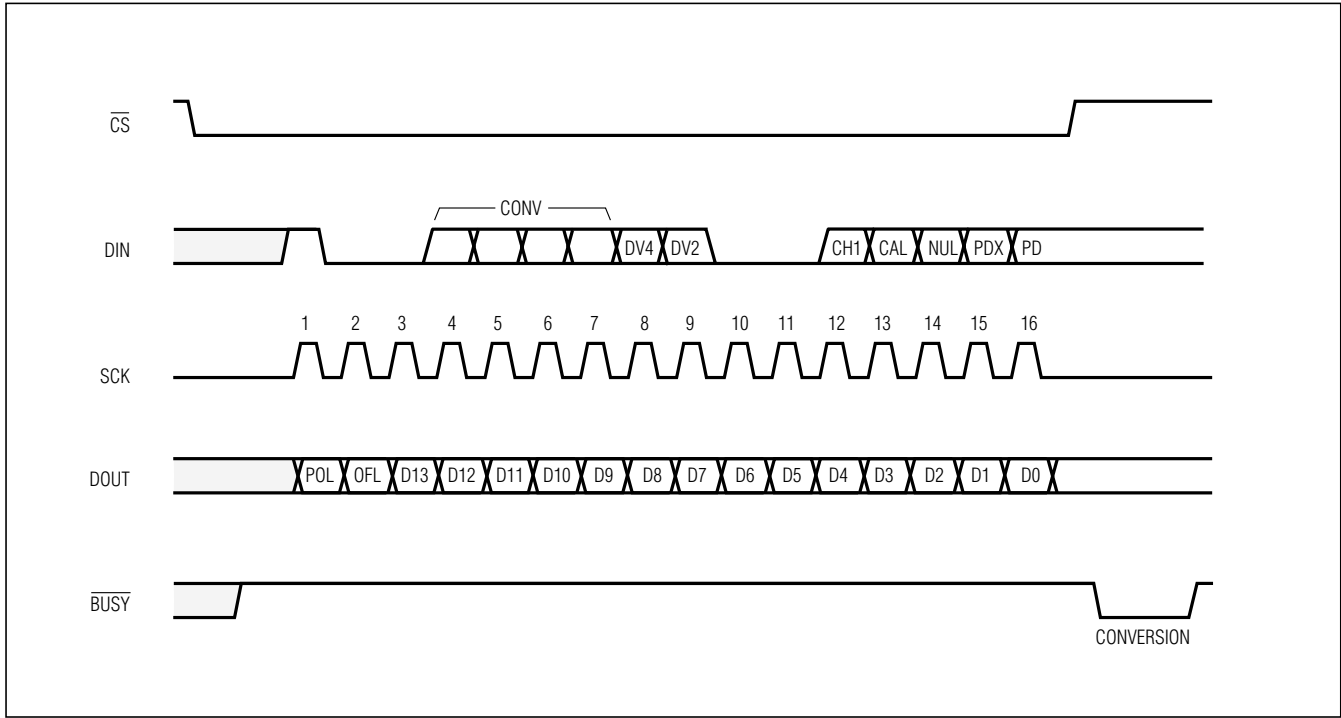 C̅S̅
CONV
DIN DV4 DV2 CH1 CAL NUL PDX PD
1 2 3 4 5 6 7 8 9 10 11 12 13 14 15 16
SCK
DOUT POL OFL D13 D12 D11 D10 D9 D8 D7 D6 D5 D4 D3 D2 D1 D0
B̅U̅S̅Y̅
CONVERSION